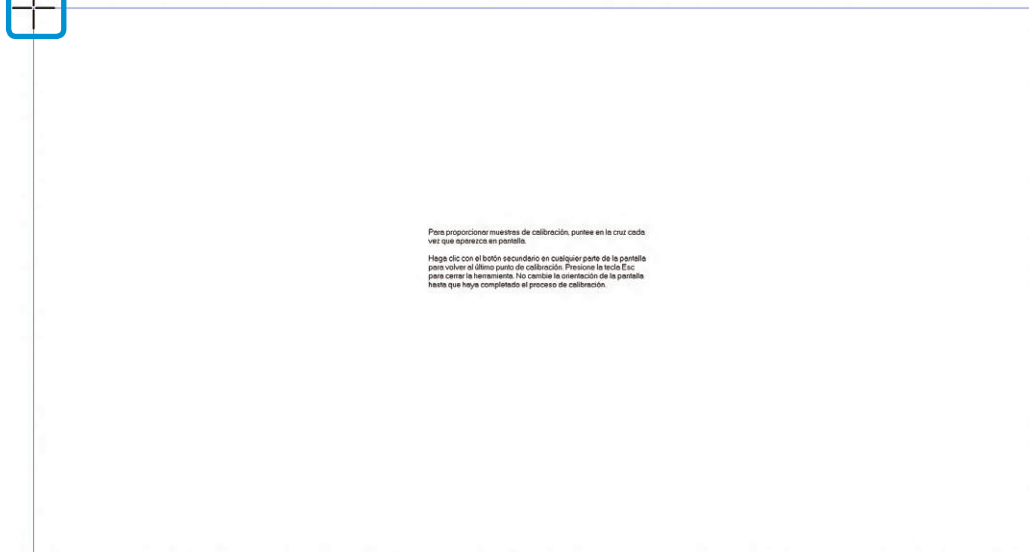 Para proporcionar muestras de calibración, puntee en la cruz cada
vez que aparezca en pantalla.
Haga clic con el botón secundario en cualquier parte de la pantalla
para volver al último punto de calibración. Presione la tecla Esc
para cerrar la herramienta. No cambie la orientación de la pantalla
hasta que haya completado el proceso de calibración.